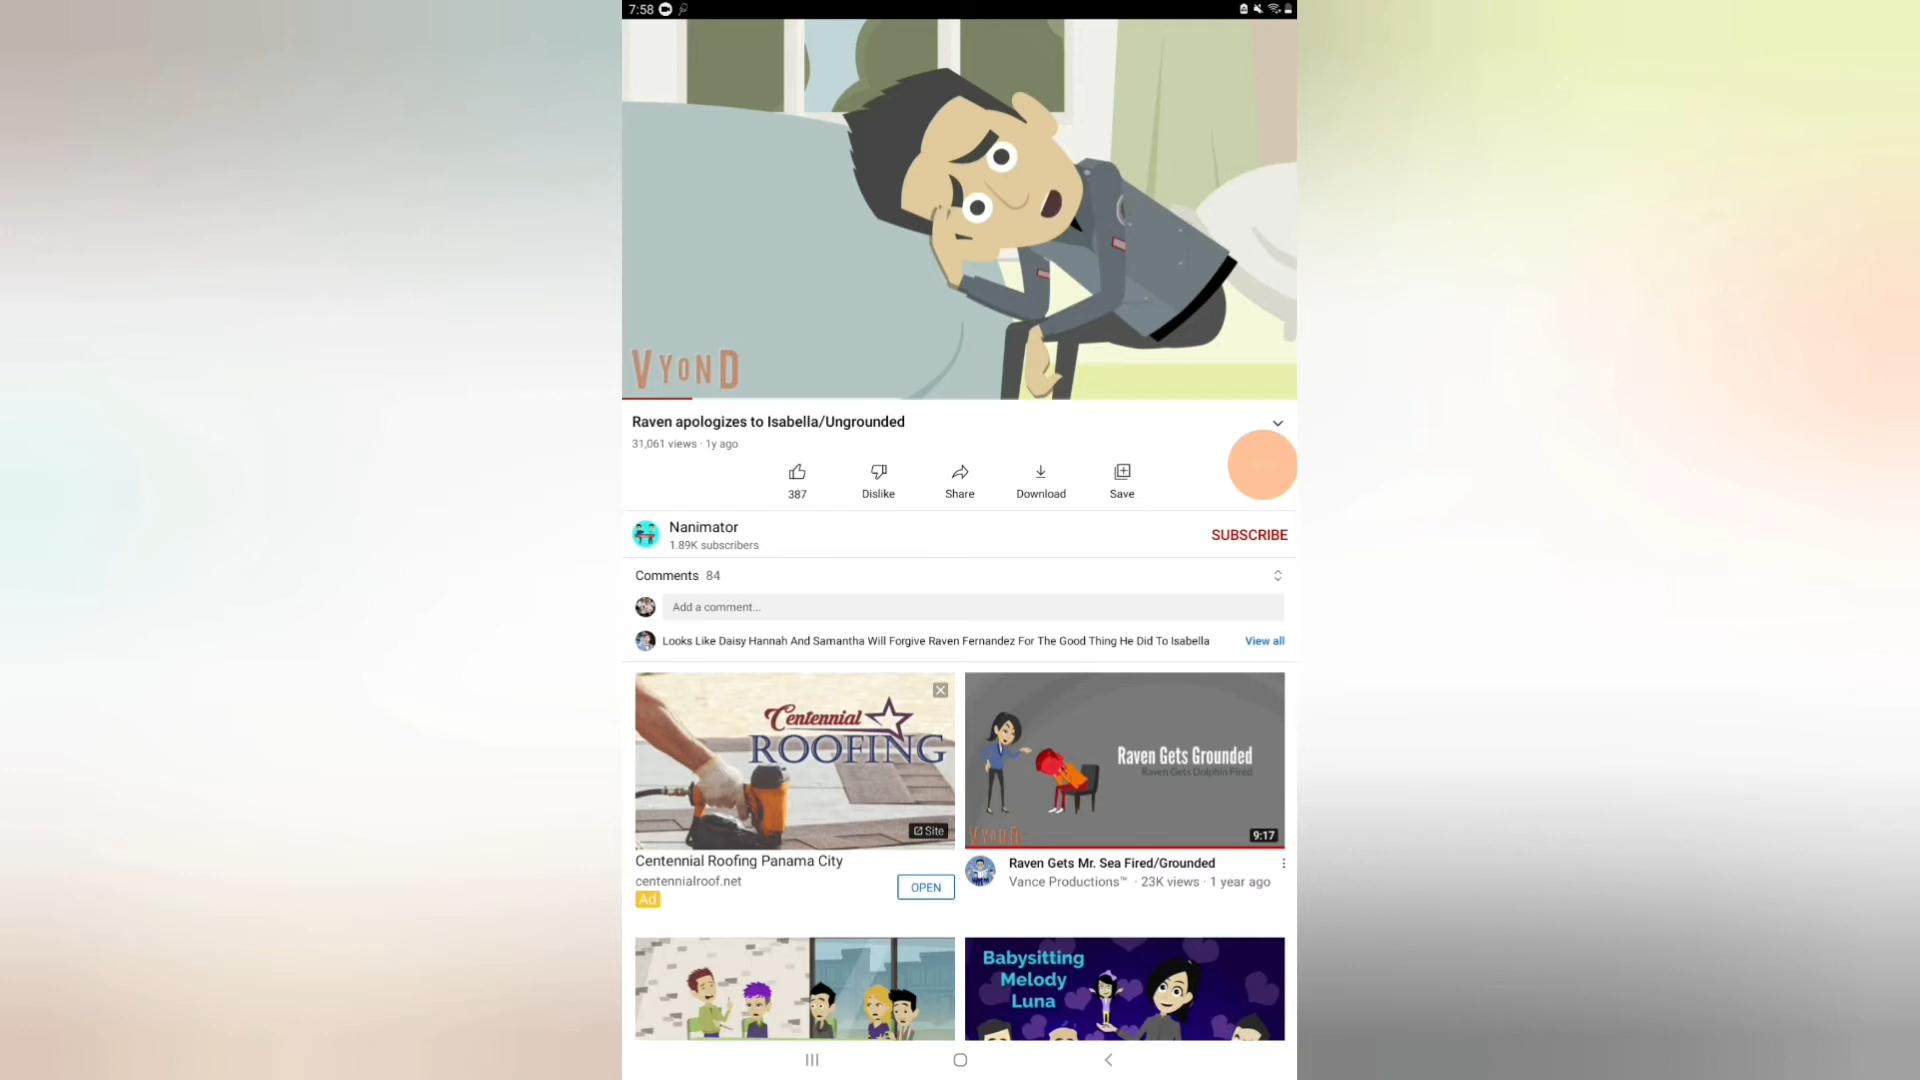 7:58
VYOND
Raven apologizes to Isabella/Ungrounded
31,061 views · 1y ago
387
Dislike
Share
Download
Save
Nanimator
1.89K subscribers
SUBSCRIBE
Comments 84
Add a comment...
Looks Like Daisy Hannah And Samantha Will Forgive Raven Fernandez For The Good Thing He Did To Isabella
View all
Centennial
ROOFING
Site
Centennial Roofing Panama City
centennialroof.net
Ad
OPEN
Raven Gets Grounded
Raven Gets Dolphin Fired
VYOND
9:17
Raven Gets Mr. Sea Fired/Grounded
Vance Productions™ · 23K views · 1 year ago
Babysitting
Melody
Luna